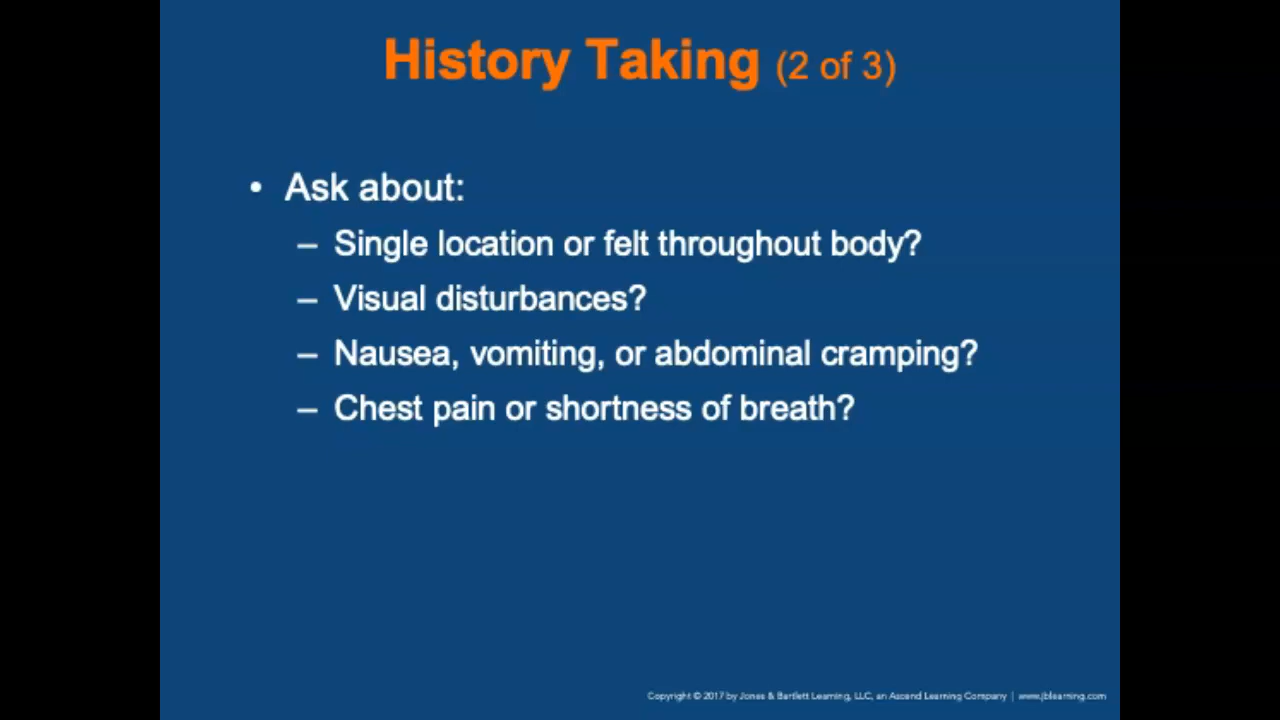 History Taking (2 of 3)
• Ask about:
– Single location or felt throughout body?
– Visual disturbances?
– Nausea, vomiting, or abdominal cramping?
– Chest pain or shortness of breath?
Copyright © 2017 by Jones & Bartlett Learning, LLC, an Ascend Learning Company | www.jblearning.com